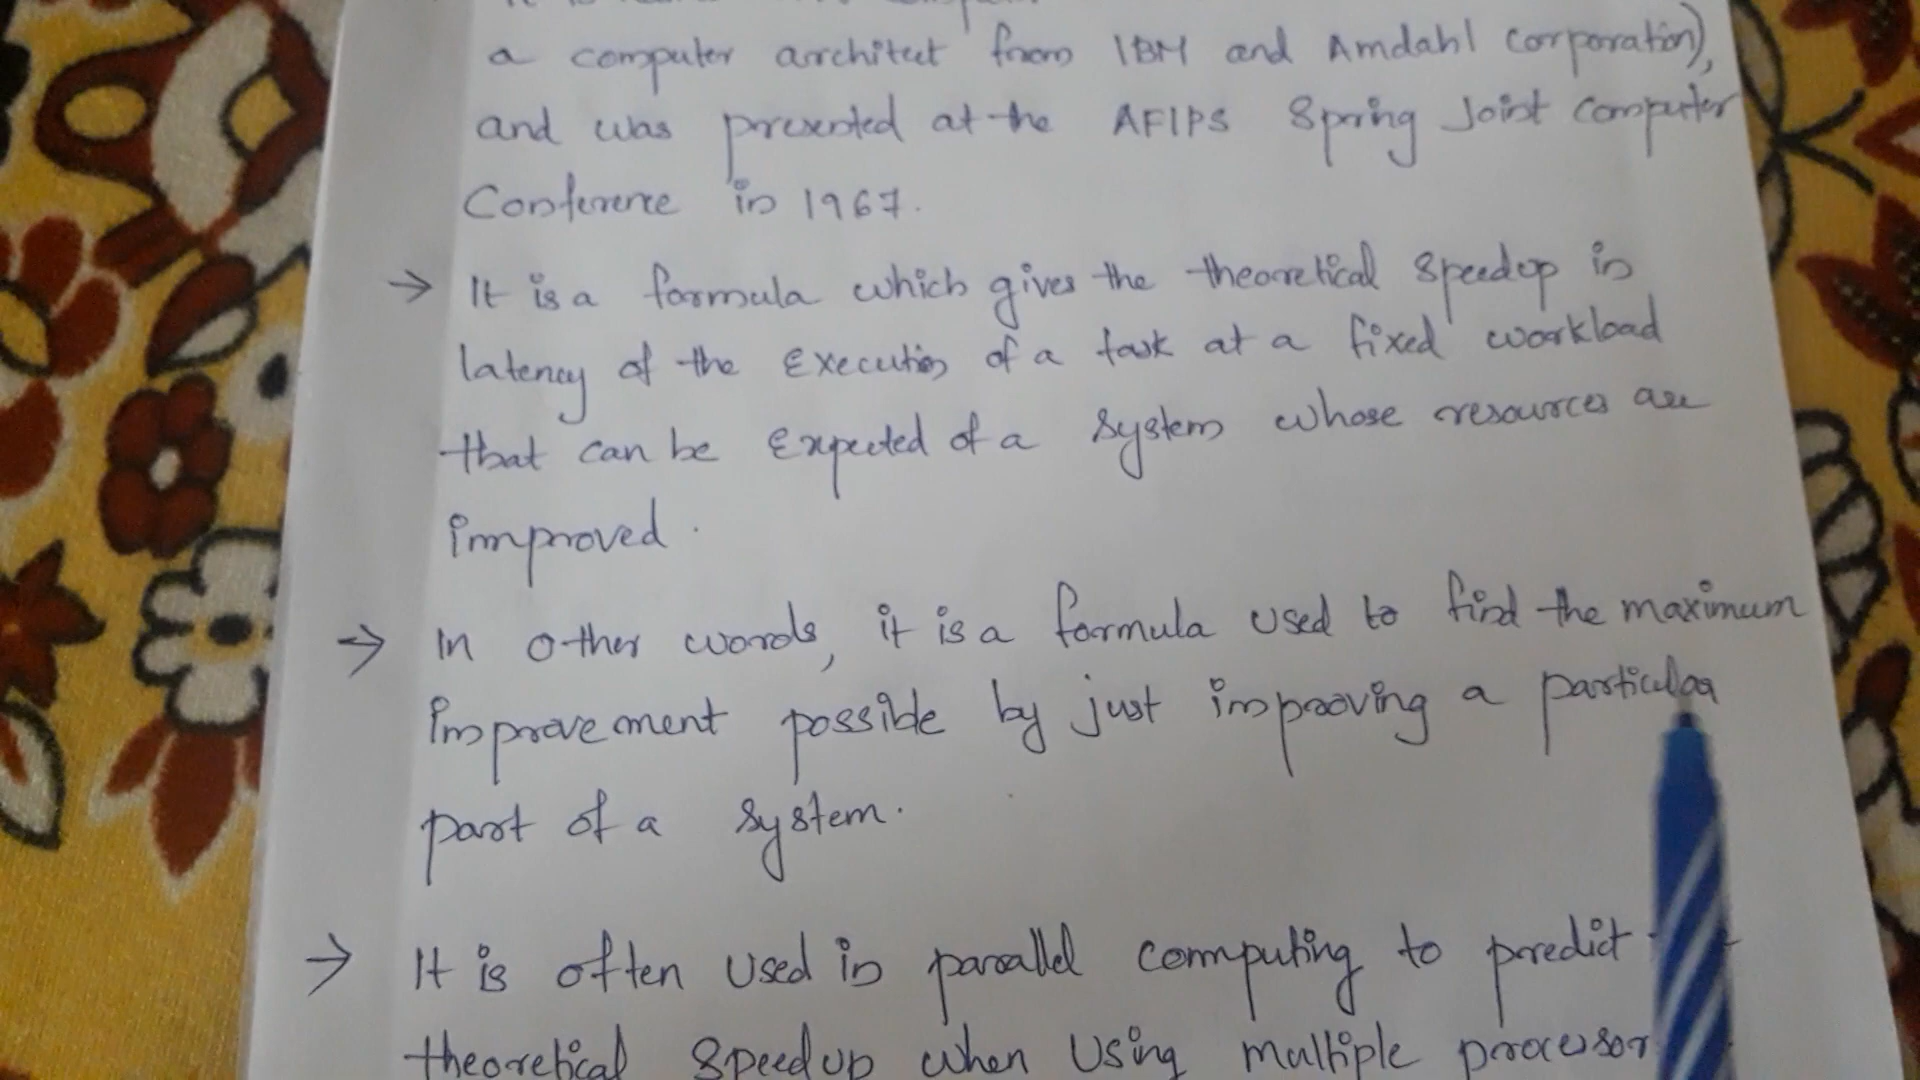 a computer architect from IBM and Amdahl corporation),
and was presented at the AFIPS Spring Joint Computer
Conference in 1967.
→ It is a formula which gives the theoretical speedup in
latency of the Execution of a task at a fixed workload
that can be Expected of a system whose resources are
improved.
→ In other words, it is a formula used to find the maximum
improvement possible by just improving a particular
part of a system.
→ It is often used in parallel computing to predict
theoretical speedup when using multiple processor